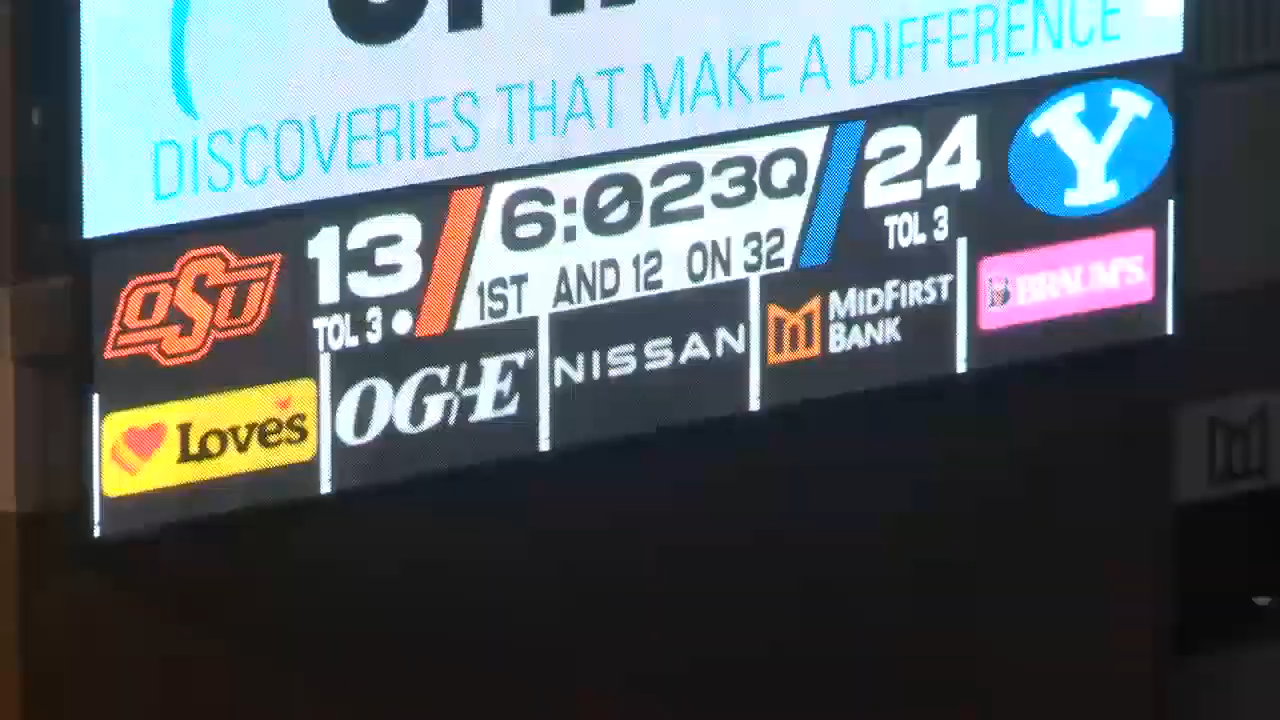 DISCOVERIES THAT MAKE A DIFFERENCE
OSU
13
TOL 3
6:02 3Q
1ST AND 12 ON 32
24
TOL 3
Y
Love's
OG+E
NISSAN
MIDFIRST
BANK
BRAUM'S